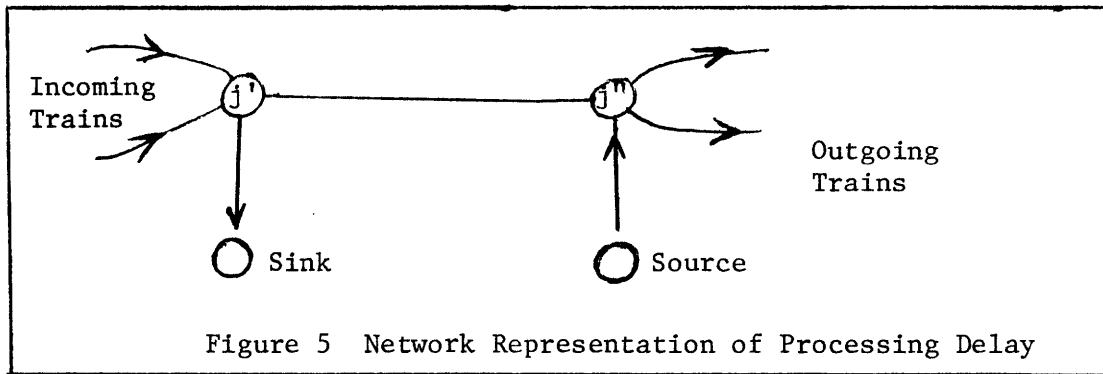 Incoming
Trains
j'
j"
Outgoing
Trains
Sink
Source
Figure 5 Network Representation of Processing Delay